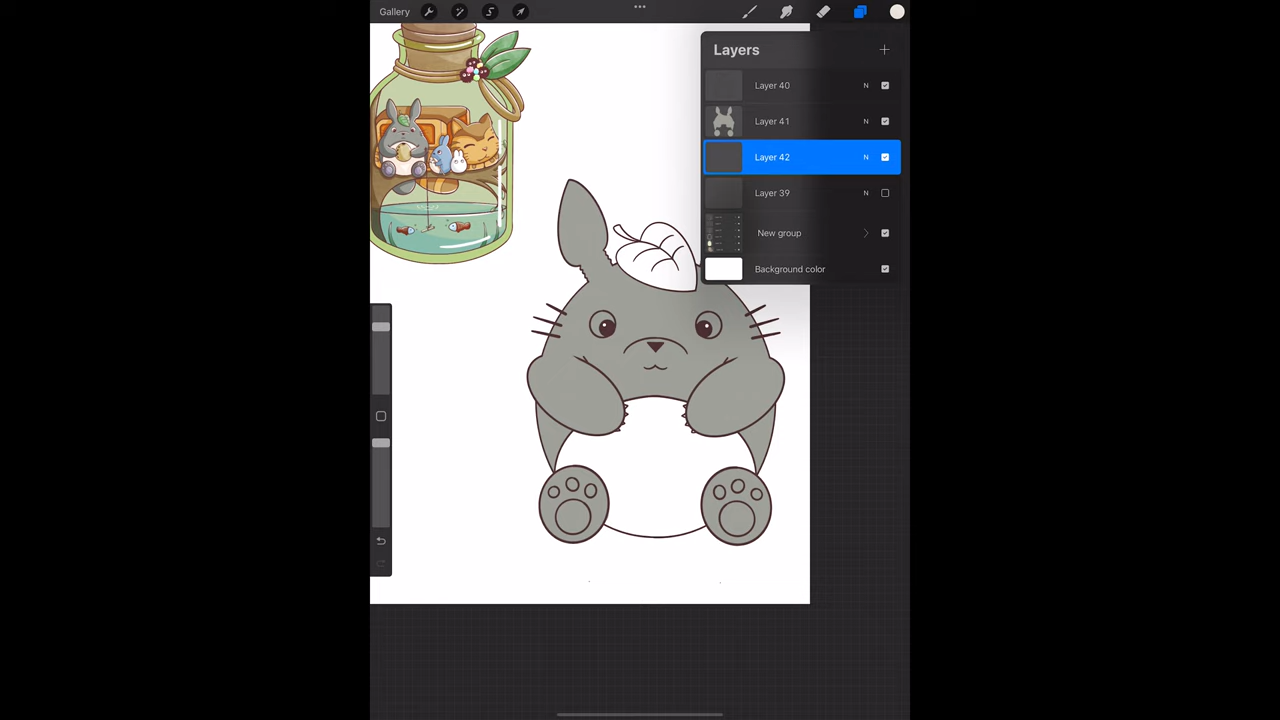 Gallery
Layers
Layer 40 N
Layer 41 N
Layer 42 N
Layer 39 N
New group
Background color